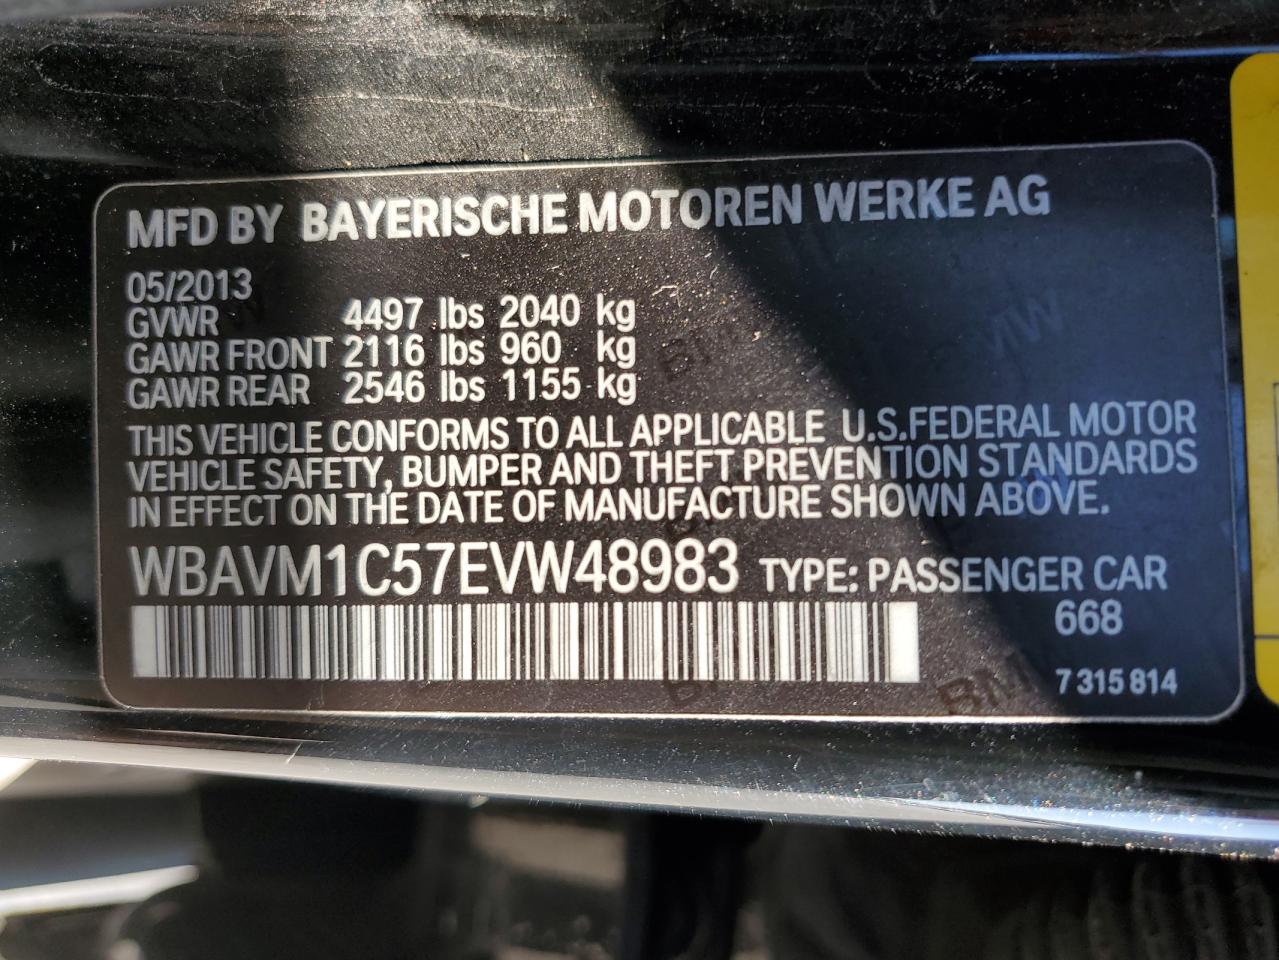 MFD BY BAYERISCHE MOTOREN WERKE AG
05/2013
GVWR 4497 lbs 2040 kg
GAWR FRONT 2116 lbs 960 kg
GAWR REAR 2546 lbs 1155 kg
THIS VEHICLE CONFORMS TO ALL APPLICABLE U.S.FEDERAL MOTOR
VEHICLE SAFETY, BUMPER AND THEFT PREVENTION STANDARDS
IN EFFECT ON THE DATE OF MANUFACTURE SHOWN ABOVE.
WBAVM1C57EVW48983 TYPE: PASSENGER CAR
668
7 315 814